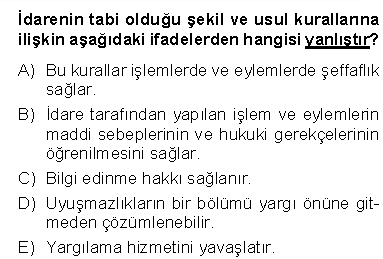 İdarenin tabi olduğu şekil ve usul kurallarına
ilişkin aşağıdaki ifadelerden hangisi yanlıştır?
A) Bu kurallar işlemlerde ve eylemlerde şeffaflık
sağlar.
B) İdare tarafından yapılan işlem ve eylemlerin
maddi sebeplerinin ve hukuki gerekçelerinin
öğrenilmesini sağlar.
C) Bilgi edinme hakkı sağlanır.
D) Uyuşmazlıkların bir bölümü yargı önüne git-
meden çözümlenebilir.
E) Yargılama hizmetini yavaşlatır.